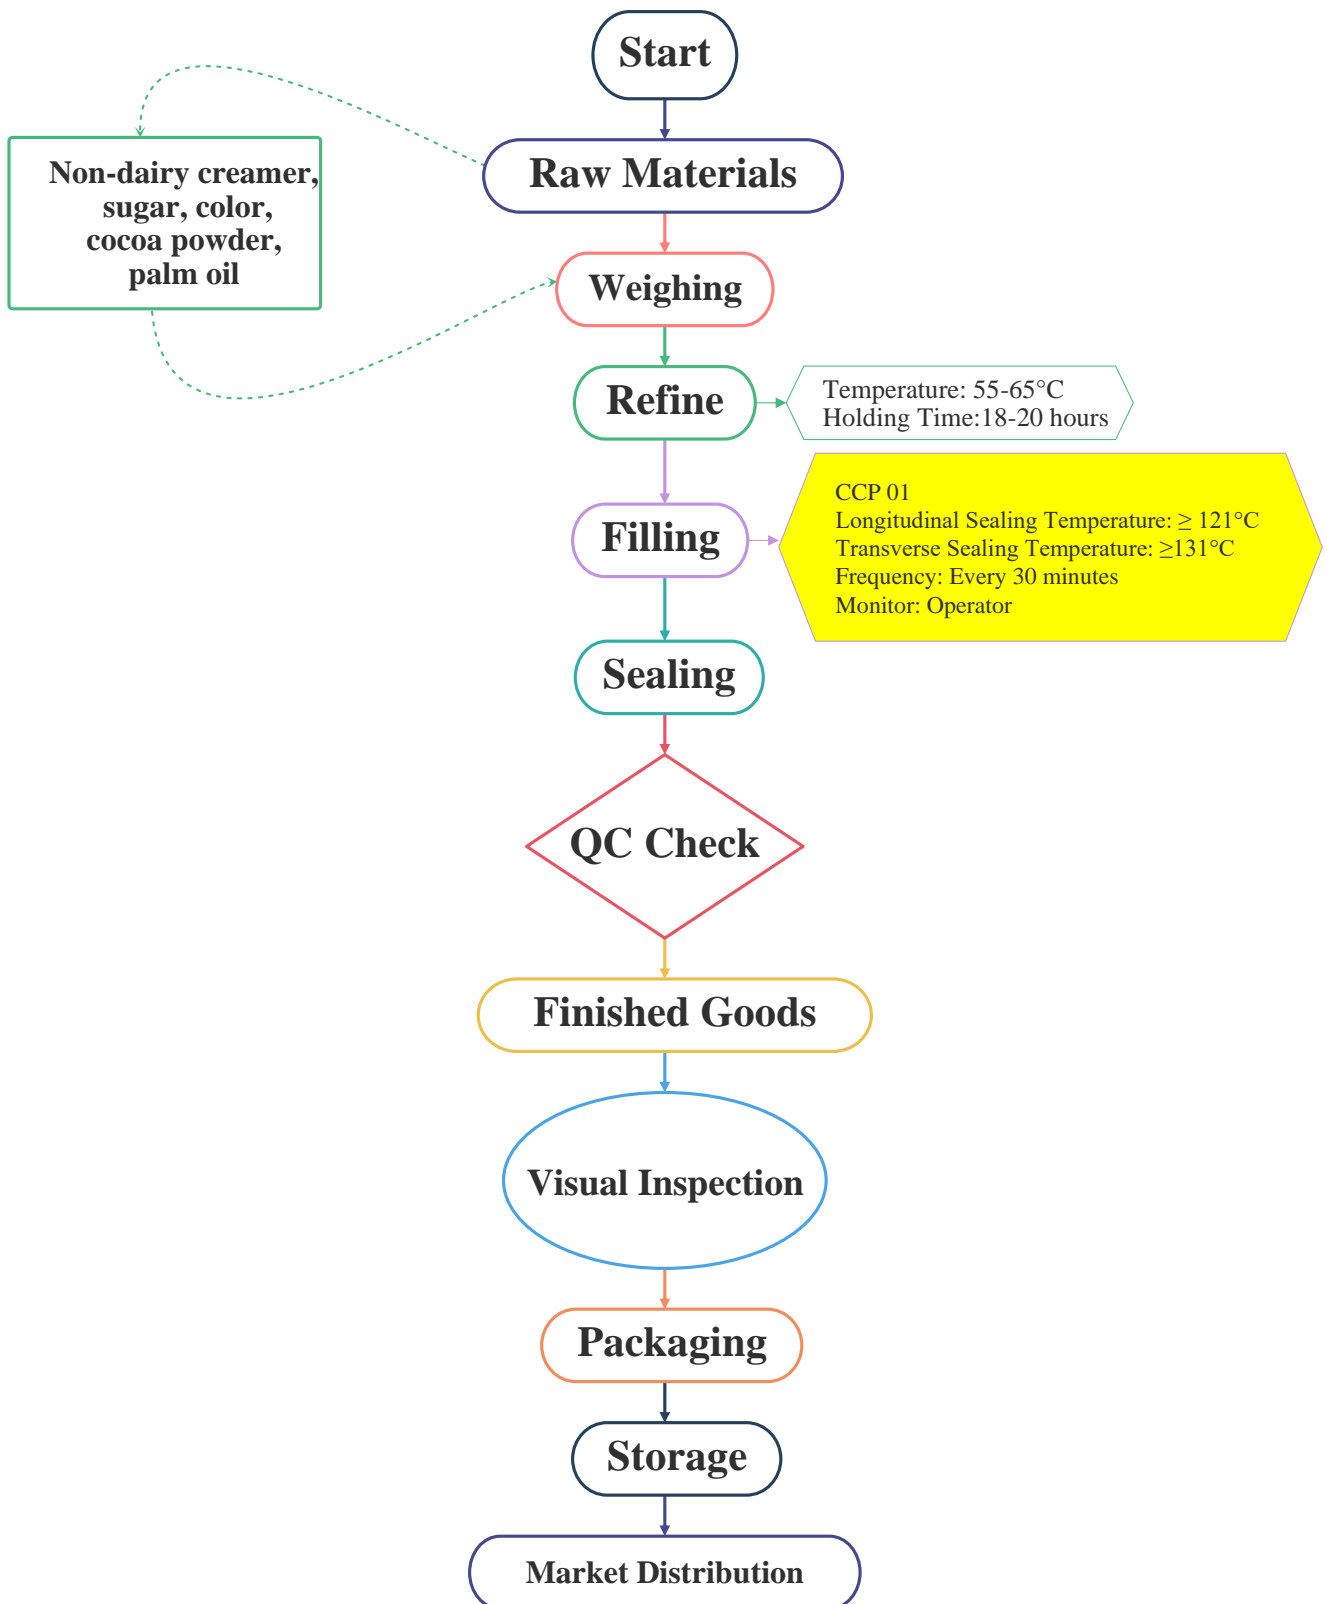 Start
Raw Materials
Non-dairy creamer,
sugar, color,
cocoa powder,
palm oil
Weighing
Refine
Temperature: 55-65°C
Holding Time:18-20 hours
Filling
CCP 01
Longitudinal Sealing Temperature: ≥ 121°C
Transverse Sealing Temperature: ≥131°C
Frequency: Every 30 minutes
Monitor: Operator
Sealing
QC Check
Finished Goods
Visual Inspection
Packaging
Storage
Market Distribution